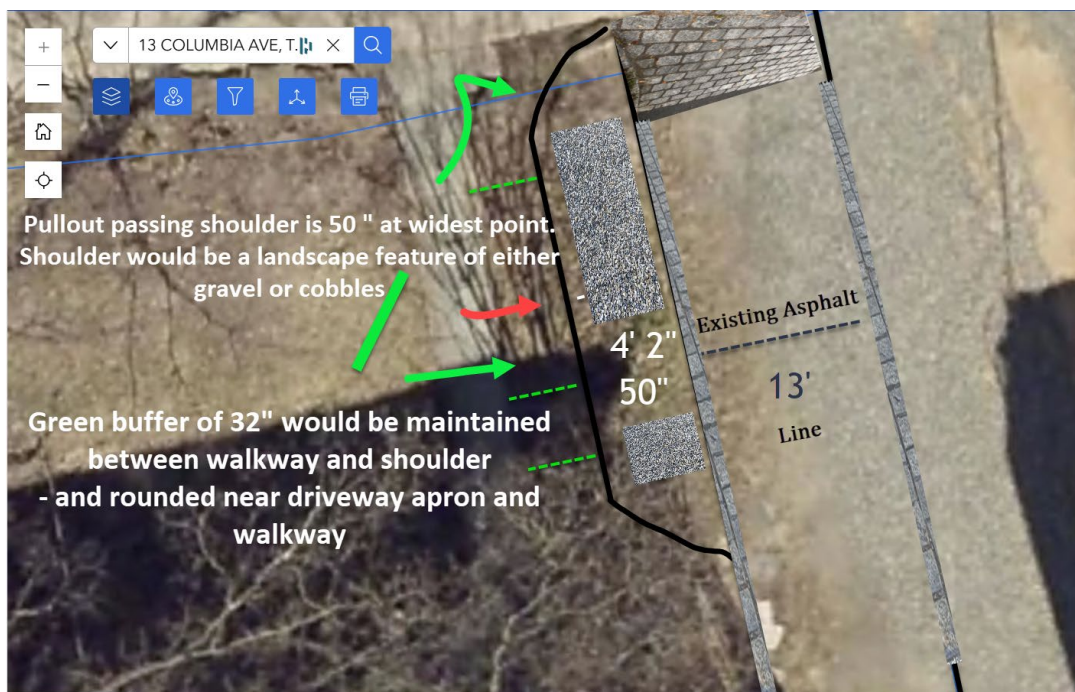 13 COLUMBIA AVE, T.
Pullout passing shoulder is 50 " at widest point.
Shoulder would be a landscape feature of either
gravel or cobbles
Existing Asphalt
4' 2"
50"
13'
Line
Green buffer of 32" would be maintained
between walkway and shoulder
- and rounded near driveway apron and
walkway